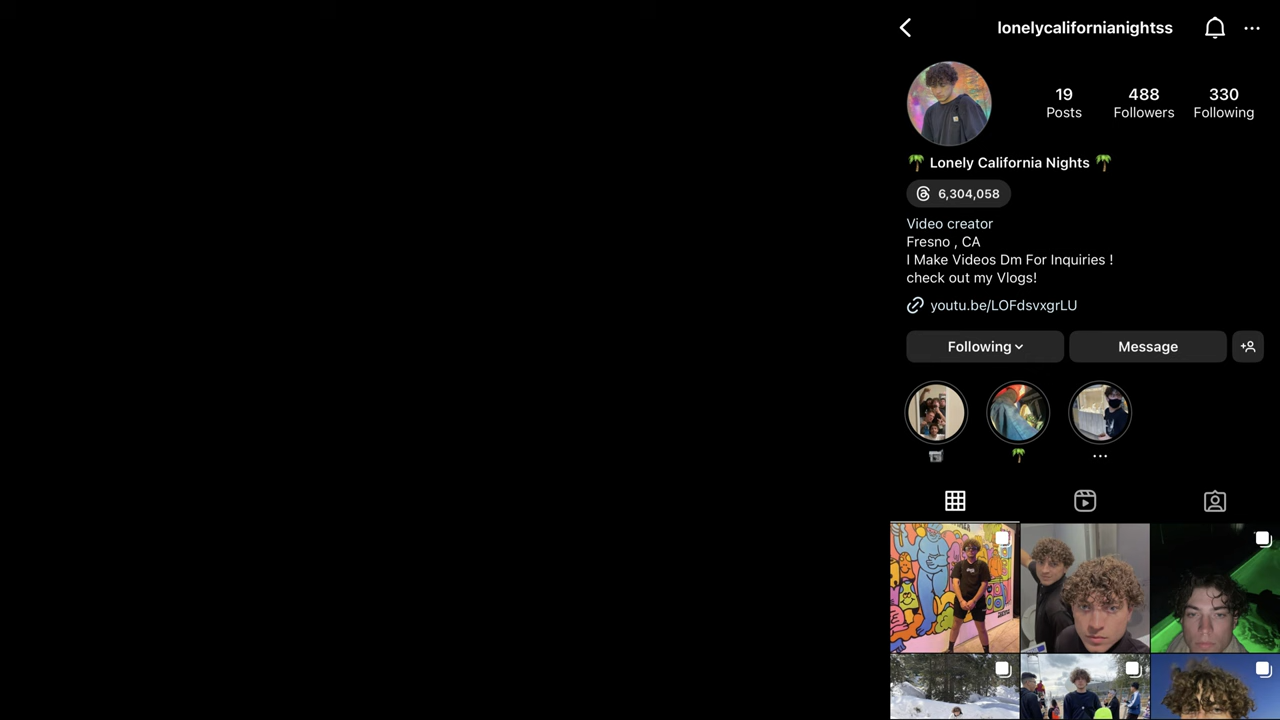 lonelycalifornianightss
19
Posts
488
Followers
330
Following
🌴 Lonely California Nights 🌴
6,304,058
Video creator
Fresno , CA
I Make Videos Dm For Inquiries !
check out my Vlogs!
youtu.be/LOFdsvxgrLU
Following
Message
...